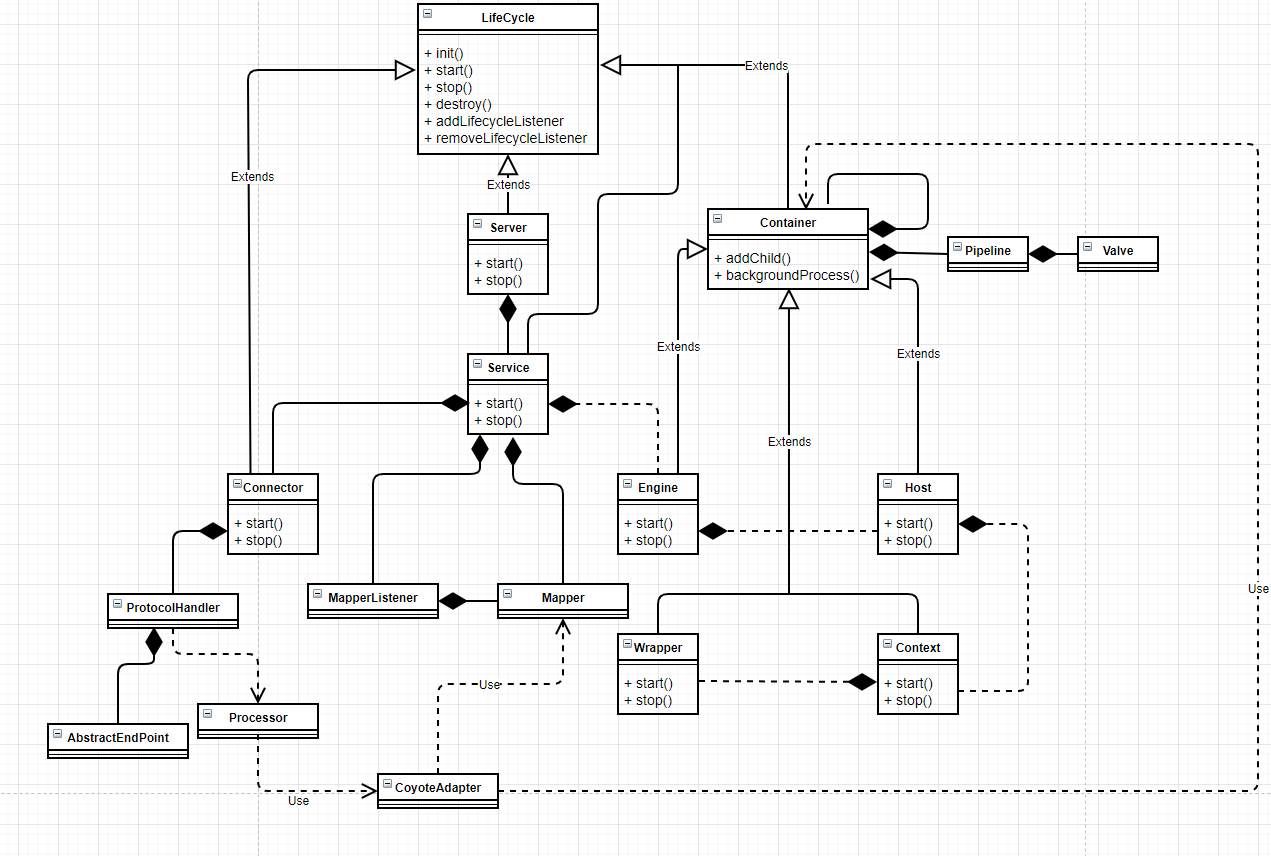 LifeCycle
+ init()
+ start()
+ stop()
+ destroy()
+ addLifecycleListener
+ removeLifecycleListener
Extends
Extends
Extends
Server
+ start()
+ stop()
Container
+ addChild()
+ backgroundProcess()
Pipeline
Valve
Extends
Extends
Service
+ start()
+ stop()
Extends
Connector
+ start()
+ stop()
Engine
+ start()
+ stop()
Host
+ start()
+ stop()
ProtocolHandler
MapperListener
Mapper
Use
Wrapper
+ start()
+ stop()
Context
+ start()
+ stop()
Use
AbstractEndPoint
Processor
CoyoteAdapter
Use